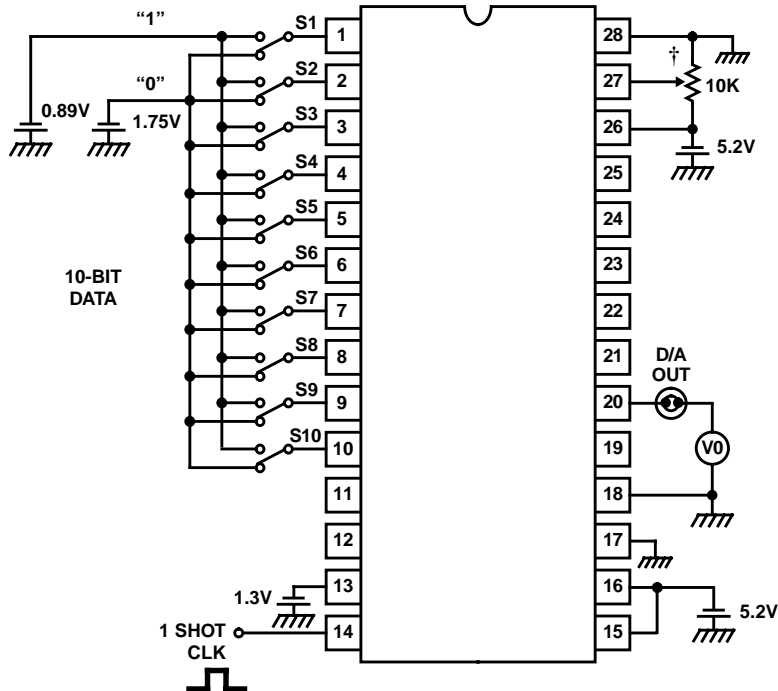 “1”
“0”
0.89V
1.75V
10-BIT
DATA
S1
S2
S3
S4
S5
S6
S7
S8
S9
S10
1
2
3
4
5
6
7
8
9
10
11
12
13
14
1.3V
1 SHOT
CLK
28
27
26
25
24
23
22
21
20
19
18
17
16
15
†
10K
5.2V
D/A
OUT
V0
5.2V